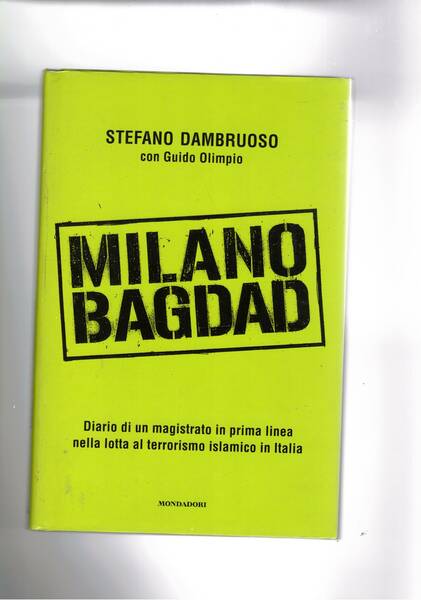 STEFANO DAMBRUOSO
con Guido Olimpio
MILANO
BAGDAD
Diario di un magistrato in prima linea
nella lotta al terrorismo islamico in Italia
MONDADORI